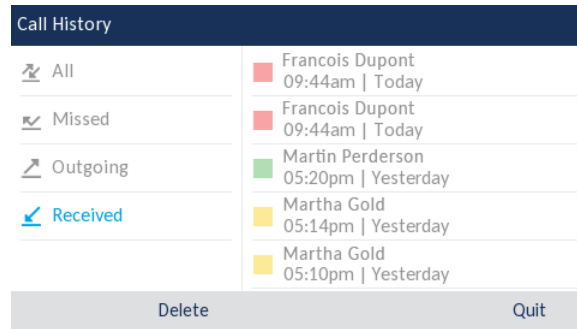 Call History
All
Missed
Outgoing
Received
Francois Dupont
09:44am | Today
Francois Dupont
09:44am | Today
Martin Perderson
05:20pm | Yesterday
Martha Gold
05:14pm | Yesterday
Martha Gold
05:10pm | Yesterday
Delete
Quit